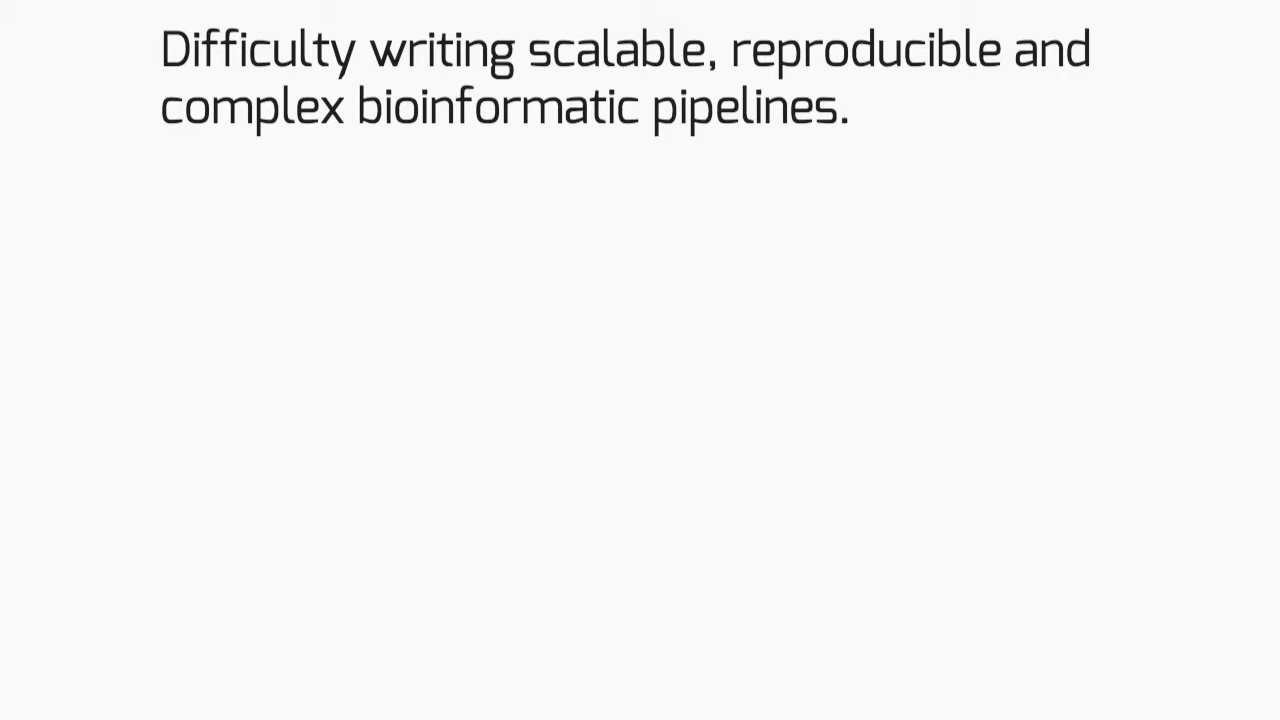 Difficulty writing scalable, reproducible and
complex bioinformatic pipelines.